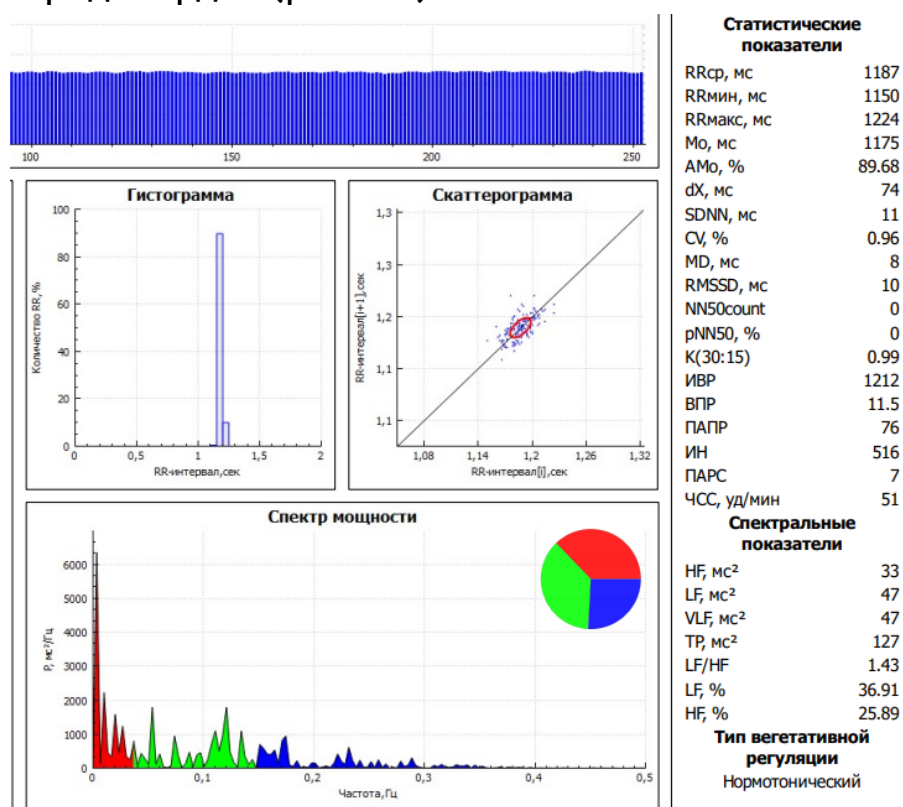 100
150
200
250
Гистограмма
Количество RR, %
100
80
60
40
20
0
0
0,5
1
1,5
2
RR-интервал,сек
Скаттерограмма
RR-интервал[i+1],сек
1,3
1,3
1,2
1,1
1,1
1,08
1,14
1,2
1,26
1,32
RR-интервал[i],сек
Спектр мощности
P, мс²/Гц
6000
5000
4000
3000
2000
1000
0
0
0,1
0,2
0,3
0,4
0,5
Частота,Гц
Статистические
показатели
RRср, мс 1187
RRмин, мс 1150
RRмакс, мс 1224
Mo, мс 1175
AMo, % 89.68
dX, мс 74
SDNN, мс 11
CV, % 0.96
MD, мс 8
RMSSD, мс 10
NN50count 0
pNN50, % 0
K(30:15) 0.99
ИВР 1212
ВПР 11.5
ПАПР 76
ИН 516
ПАРС 7
ЧСС, уд/мин 51
Спектральные
показатели
HF, мс² 33
LF, мс² 47
VLF, мс² 47
TP, мс² 127
LF/HF 1.43
LF, % 36.91
HF, % 25.89
Тип вегетативной
регуляции
Нормотонический